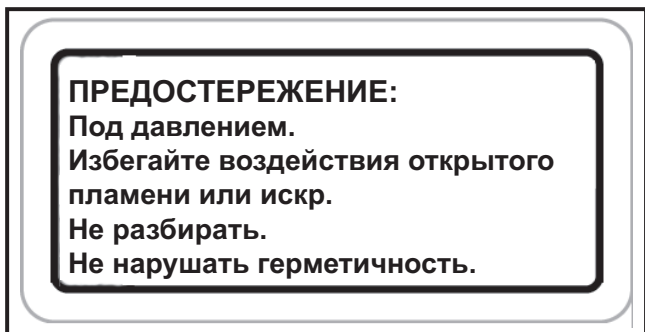 ПРЕДОСТЕРЕЖЕНИЕ:
Под давлением.
Избегайте воздействия открытого
пламени или искр.
Не разбирать.
Не нарушать герметичность.